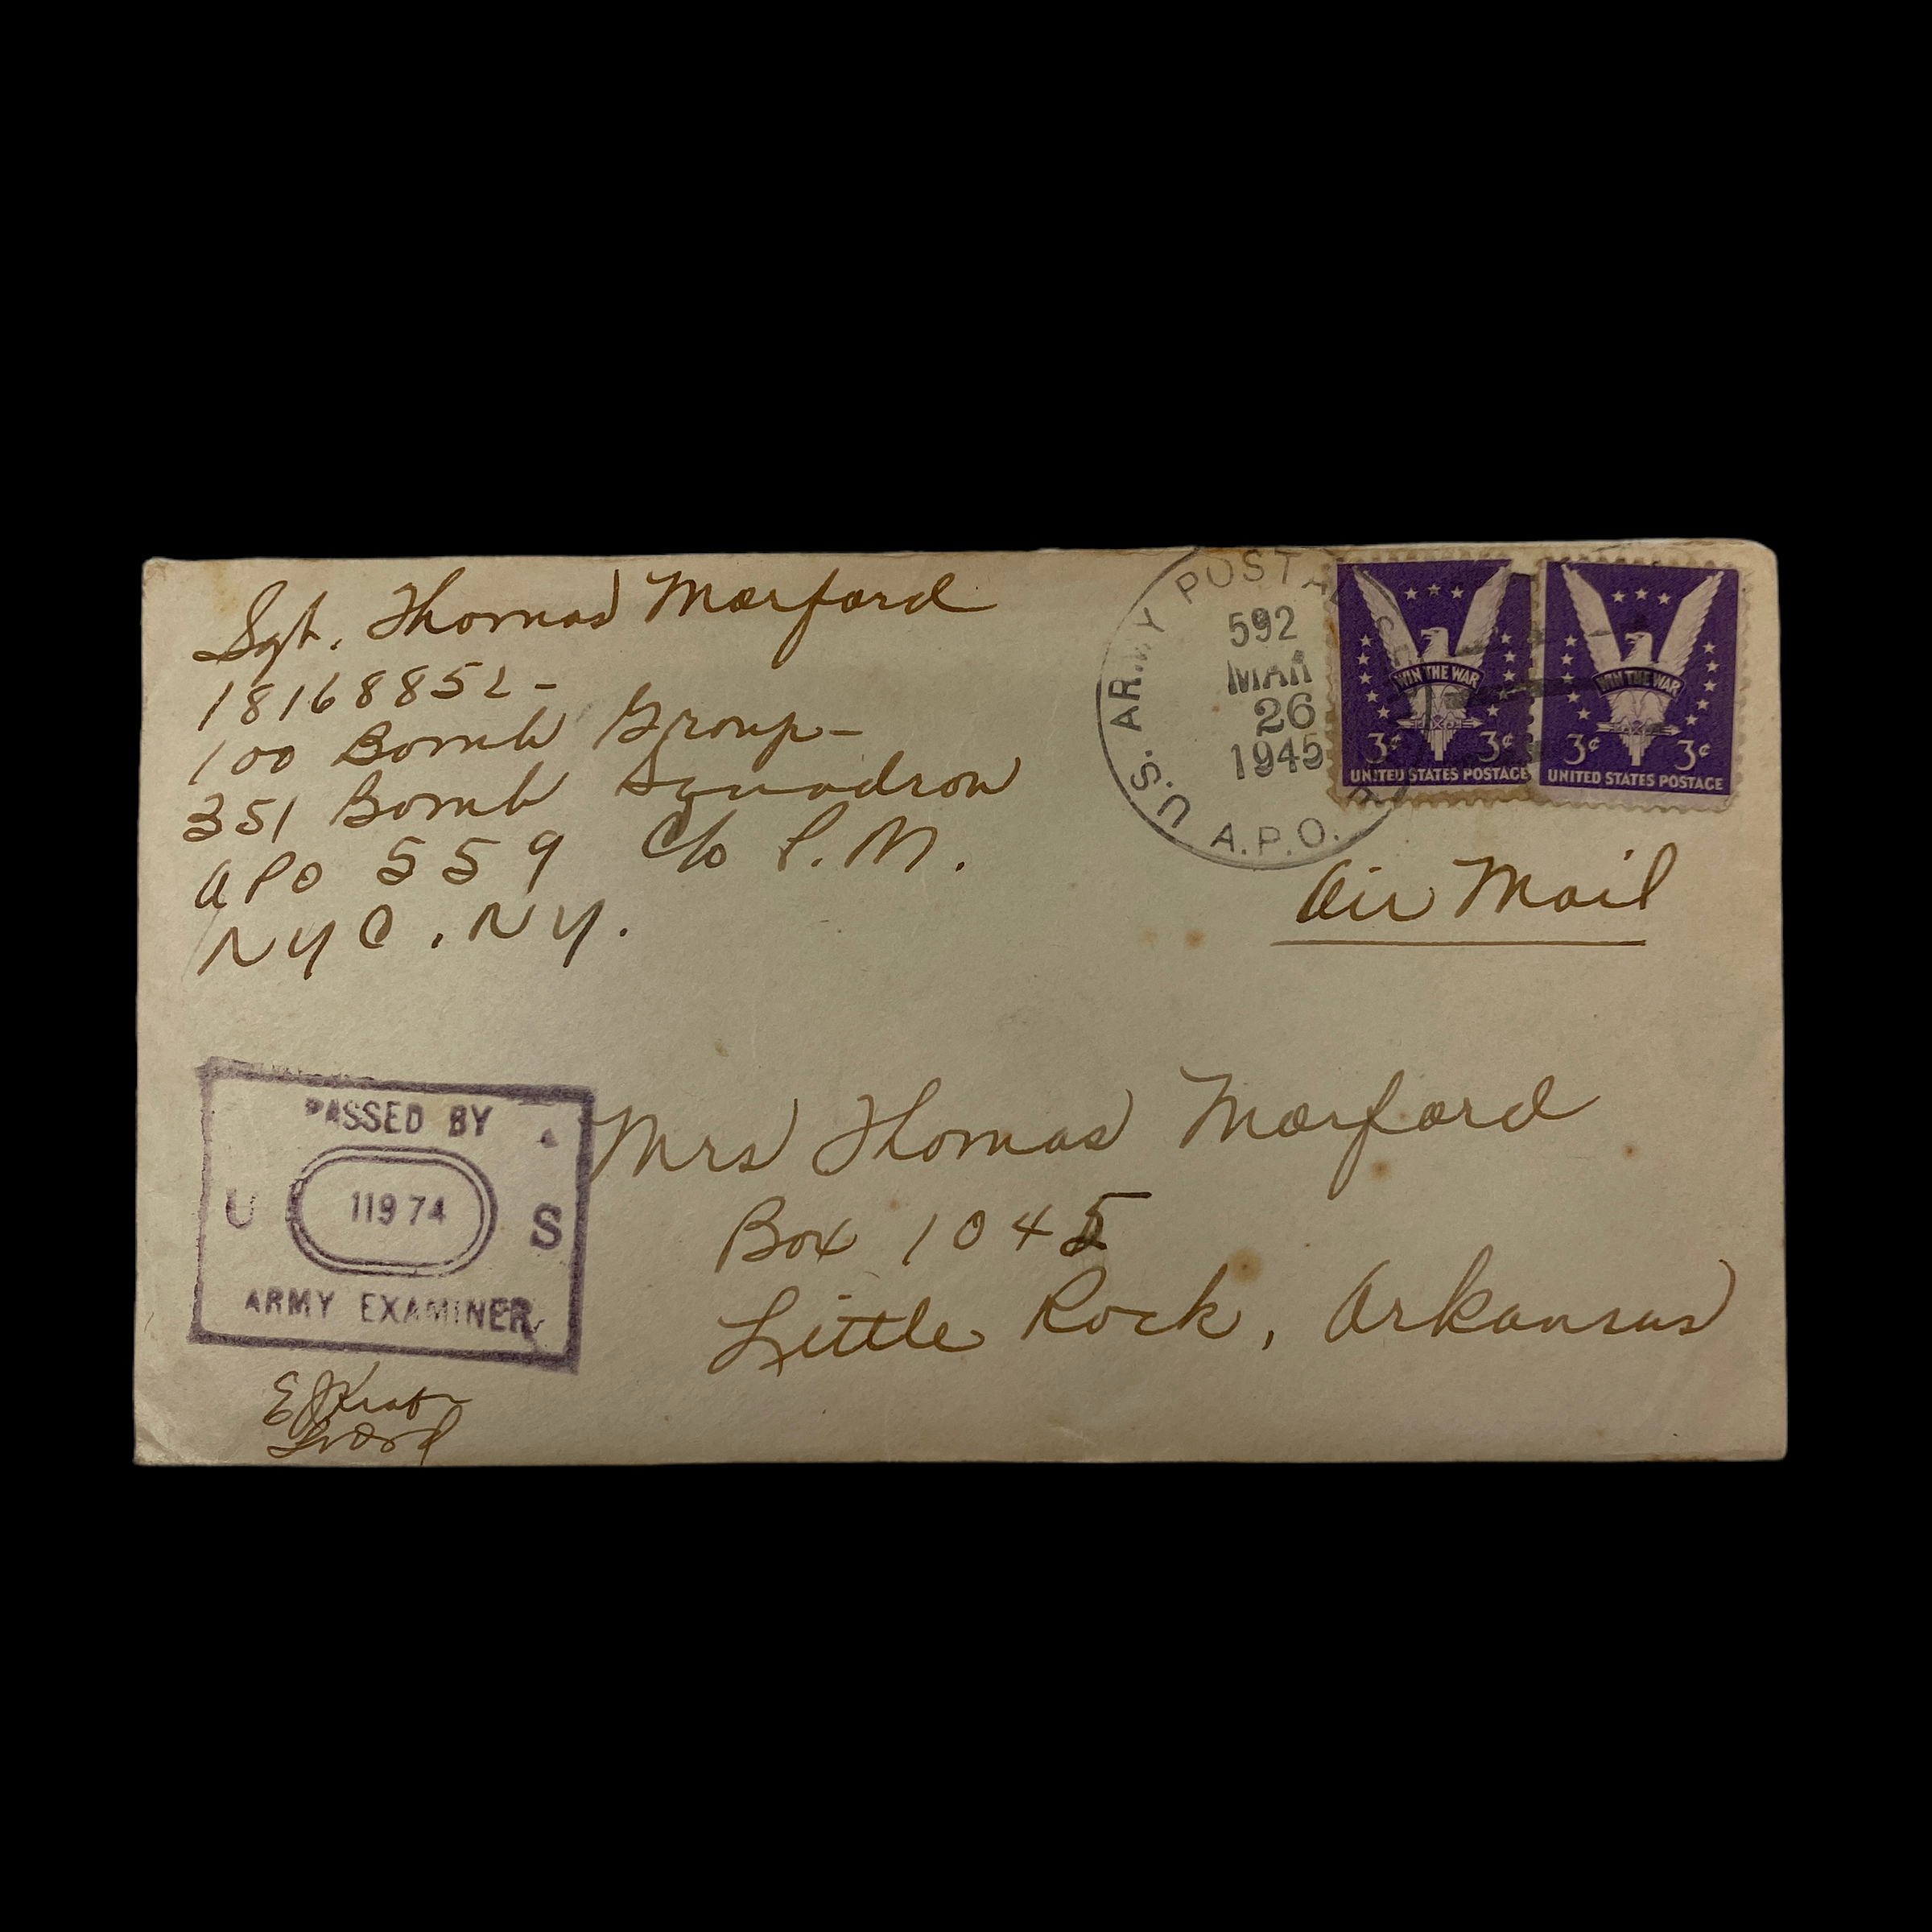 Sgt. Thomas Morford
18168852-
100 Bomb Group-
351 Bomb Squadron
APO 559 c/o P.M.
NYC, NY.
U.S. ARMY POSTAL
A.P.O.
592
MAR
26
1945
WIN THE WAR
3¢ 3¢
UNITED STATES POSTAGE
WIN THE WAR
3¢ 3¢
UNITED STATES POSTAGE
Air Mail
PASSED BY
U 11974 S
ARMY EXAMINER
Mrs Thomas Morford
Box 1045
Little Rock, Arkansas